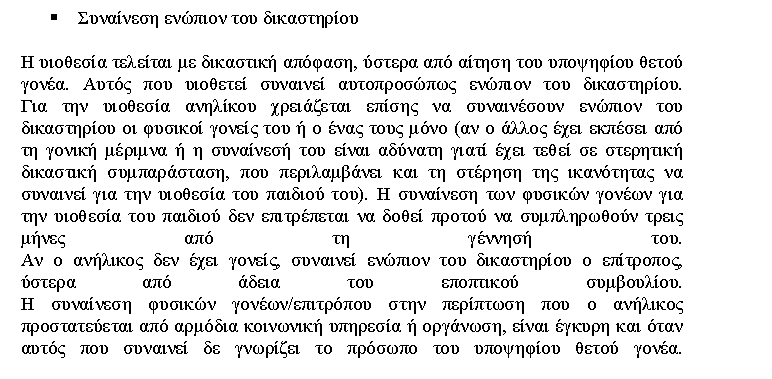 ▪ Συναίνεση ενώπιον του δικαστηρίου
Η υιοθεσία τελείται με δικαστική απόφαση, ύστερα από αίτηση του υποψηφίου θετού
γονέα. Αυτός που υιοθετεί συναινεί αυτοπροσώπως ενώπιον του δικαστηρίου.
Για την υιοθεσία ανηλίκου χρειάζεται επίσης να συναινέσουν ενώπιον του
δικαστηρίου οι φυσικοί γονείς του ή ο ένας τους μόνο (αν ο άλλος έχει εκπέσει από
τη γονική μέριμνα ή η συναίνεσή του είναι αδύνατη γιατί έχει τεθεί σε στερητική
δικαστική συμπαράσταση, που περιλαμβάνει και τη στέρηση της ικανότητας να
συναινεί για την υιοθεσία του παιδιού του). Η συναίνεση των φυσικών γονέων για
την υιοθεσία του παιδιού δεν επιτρέπεται να δοθεί προτού να συμπληρωθούν τρεις
μήνες από τη γέννησή του.
Αν ο ανήλικος δεν έχει γονείς, συναινεί ενώπιον του δικαστηρίου ο επίτροπος,
ύστερα από άδεια του εποπτικού συμβουλίου.
Η συναίνεση φυσικών γονέων/επιτρόπου στην περίπτωση που ο ανήλικος
προστατεύεται από αρμόδια κοινωνική υπηρεσία ή οργάνωση, είναι έγκυρη και όταν
αυτός που συναινεί δε γνωρίζει το πρόσωπο του υποψηφίου θετού γονέα.